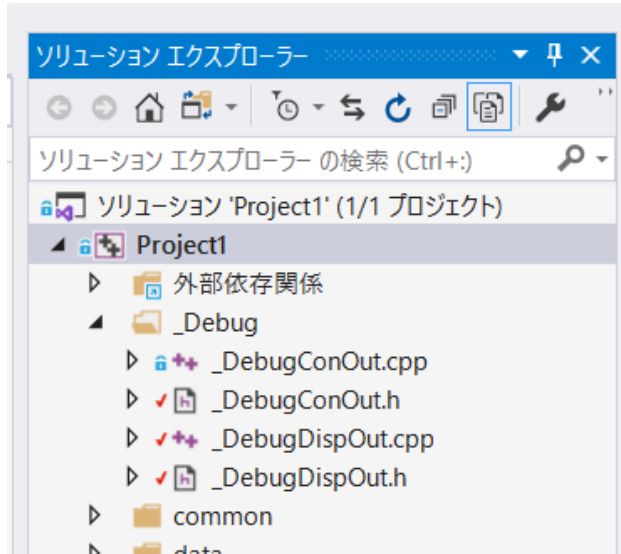 ソリューション エクスプローラー
ソリューション エクスプローラー の検索 (Ctrl+:)
ソリューション 'Project1' (1/1 プロジェクト)
Project1
外部依存関係
_Debug
_DebugConOut.cpp
_DebugConOut.h
_DebugDispOut.cpp
_DebugDispOut.h
common
data